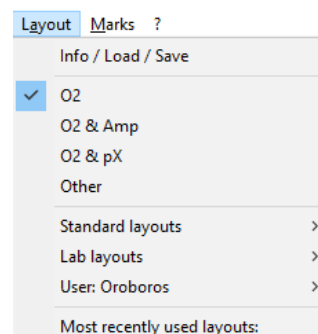 Layout Marks ?
Info / Load / Save
O2
O2 & Amp
O2 & pX
Other
Standard layouts
Lab layouts
User: Oroboros
Most recently used layouts: